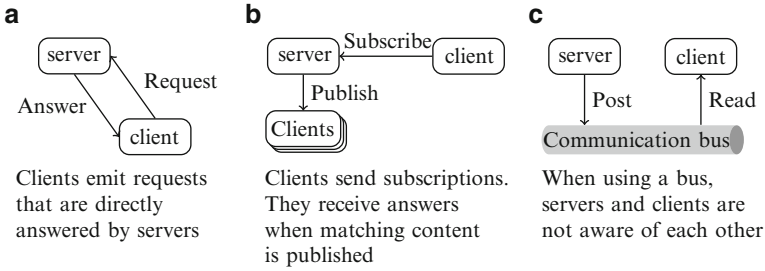 a
server
Request
Answer
client
Clients emit requests
that are directly
answered by servers
b
server
Subscribe
client
Publish
Clients
Clients send subscriptions.
They receive answers
when matching content
is published
c
server
client
Post
Read
Communication bus
When using a bus,
servers and clients are
not aware of each other